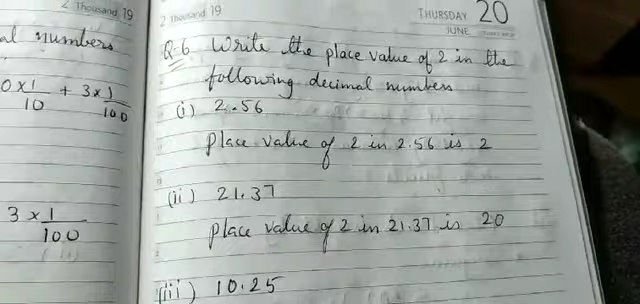 2 Thousand 19
al numbers
0 × 1/10 + 3 × 1/100
3 × 1/100
2 Thousand 19
THURSDAY 20
JUNE
Q.6 Write the place value of 2 in the
following decimal numbers
(i) 2.56
Place value of 2 in 2.56 is 2
(ii) 21.37
Place value of 2 in 21.37 is 20
(iii) 10.25